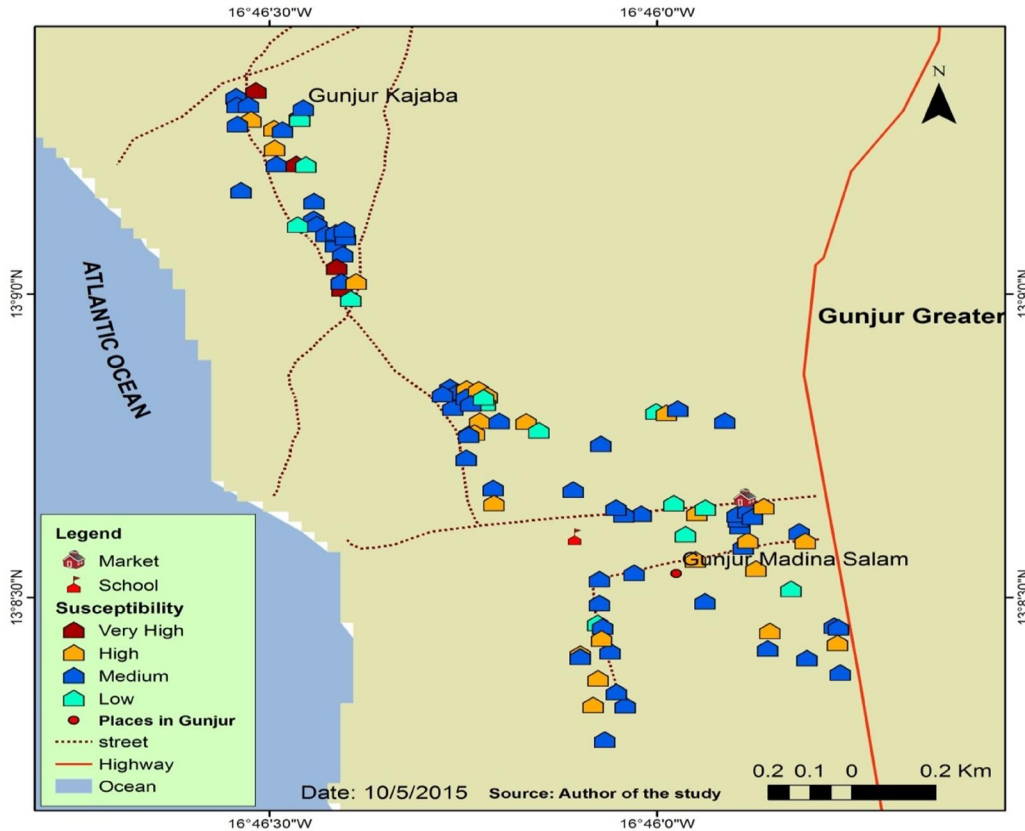 16°46'30"W
16°46'0"W
N
Gunjur Kajaba
13°9'0"N
13°9'0"N
ATLANTIC OCEAN
Gunjur Greater
Legend
Market
School
Susceptibility
Very High
High
Medium
Low
Places in Gunjur
street
Highway
Ocean
Gunjur Madina Salam
13°8'30"N
13°8'30"N
0.2 0.1 0 0.2 Km
Date: 10/5/2015 Source: Author of the study
16°46'30"W
16°46'0"W